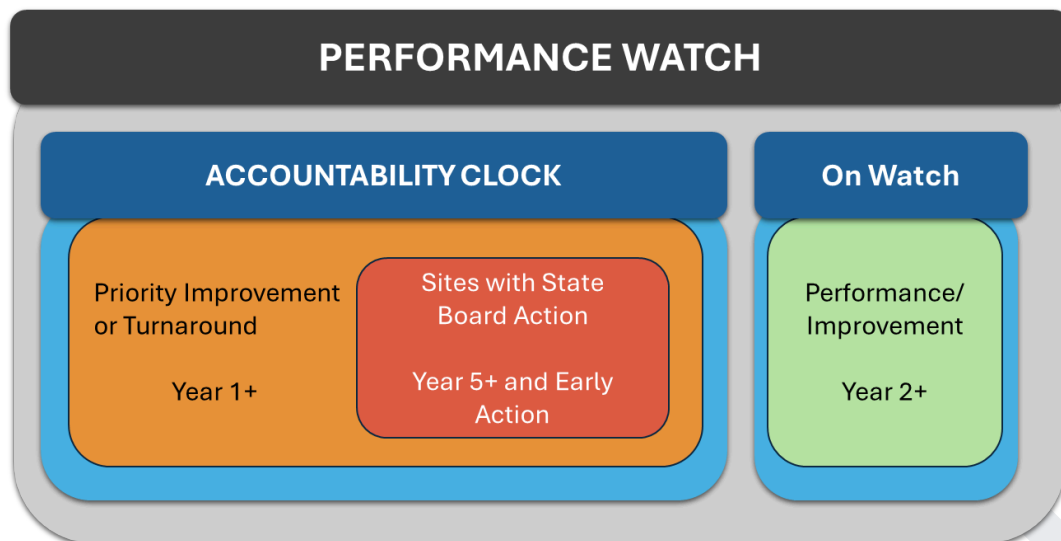 PERFORMANCE WATCH
ACCOUNTABILITY CLOCK
Priority Improvement
or Turnaround
Year 1+
Sites with State
Board Action
Year 5+ and Early
Action
On Watch
Performance/
Improvement
Year 2+